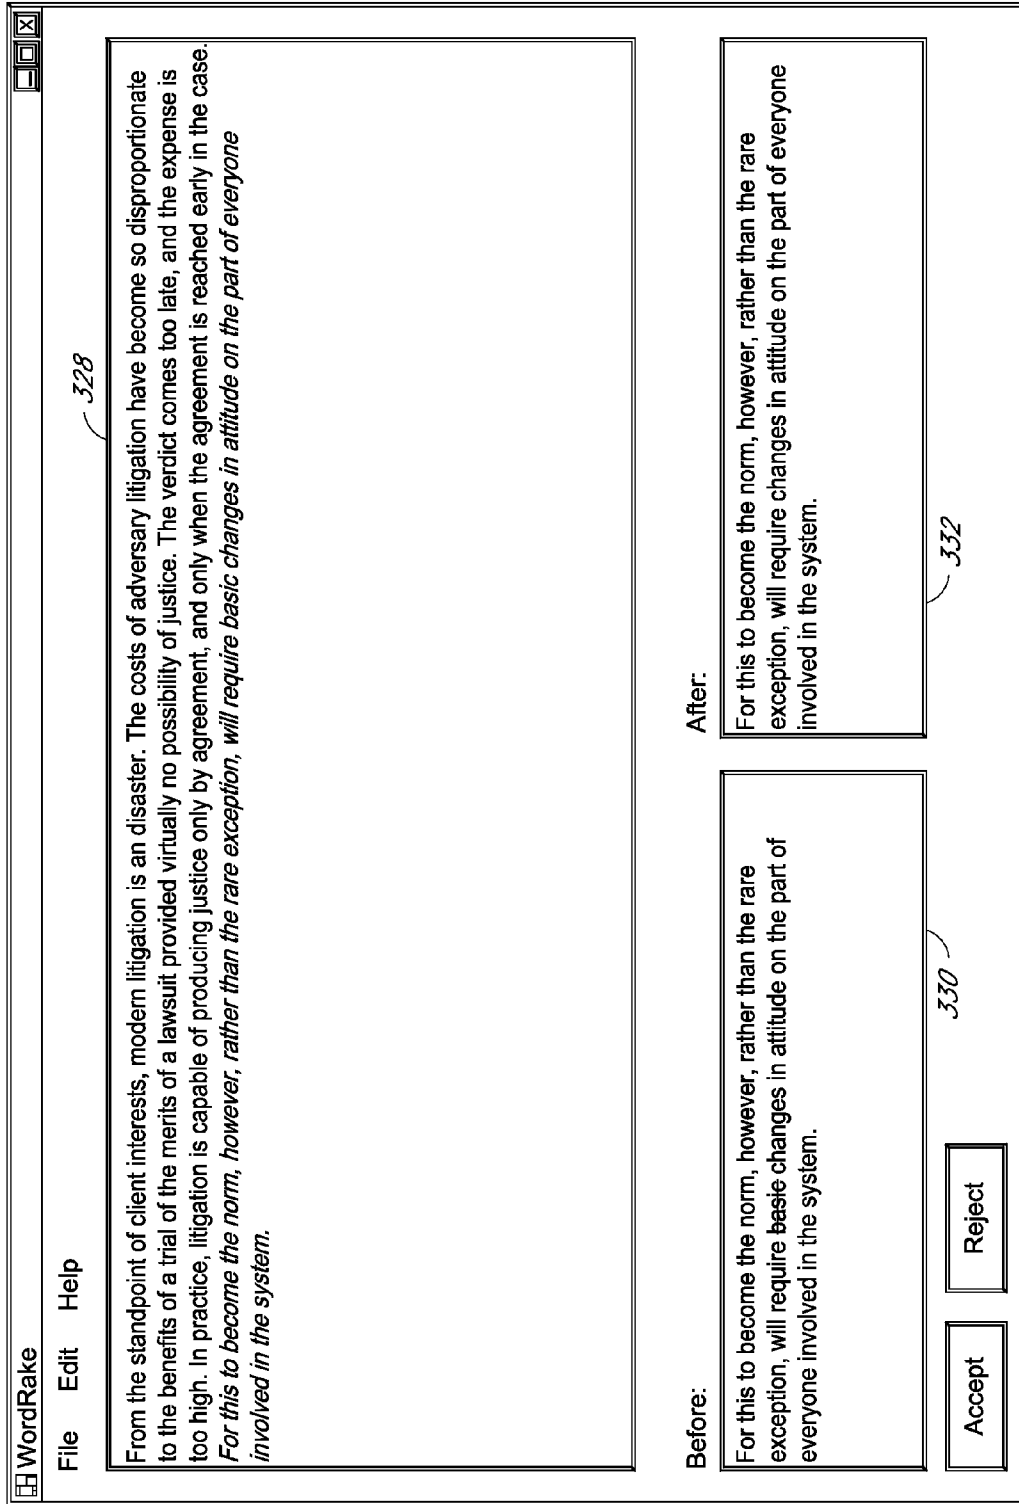 WordRake
File Edit Help
328
From the standpoint of client interests, modern litigation is an disaster. The costs of adversary litigation have become so disproportionate
to the benefits of a trial of the merits of a lawsuit provided virtually no possibility of justice. The verdict comes too late, and the expense is
too high. In practice, litigation is capable of producing justice only by agreement, and only when the agreement is reached early in the case.
For this to become the norm, however, rather than the rare exception, will require basic changes in attitude on the part of everyone
involved in the system.
Before:
For this to become the norm, however, rather than the rare
exception, will require basic changes in attitude on the part of
everyone involved in the system.
330
After:
For this to become the norm, however, rather than the rare
exception, will require changes in attitude on the part of everyone
involved in the system.
332
Accept
Reject